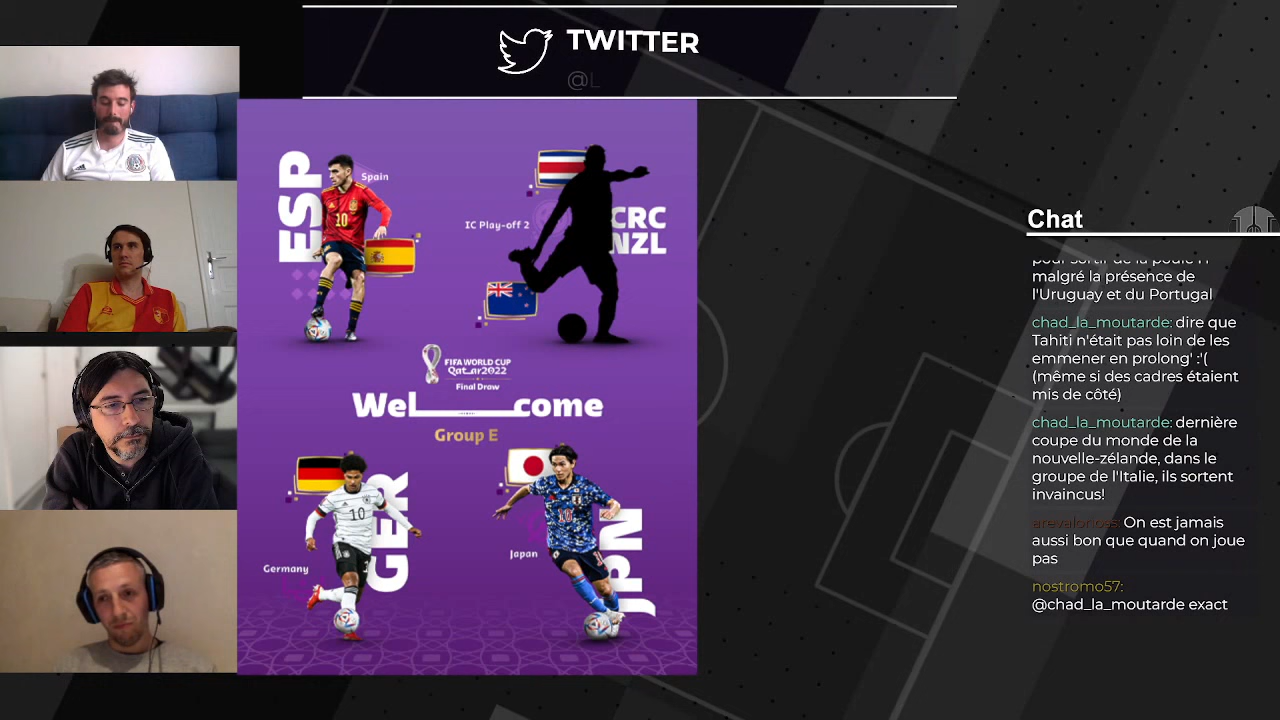 TWITTER
@L
ESP
Spain
IC Play-off 2
CRC
NZL
10
FIFA WORLD CUP
Qatar2022
Final Draw
Wel come
Group E
GER
Germany
10
JPN
Japan
10
Chat
malgré la présence de
l'Uruguay et du Portugal
chad_la_moutarde: dire que
Tahiti n'était pas loin de les
emmener en prolong' :'(
(même si des cadres étaient
mis de côté)
chad_la_moutarde: dernière
coupe du monde de la
nouvelle-zélande, dans le
groupe de l'Italie, ils sortent
invaincus!
On est jamais
aussi bon que quand on joue
pas
nostromo57:
@chad_la_moutarde exact